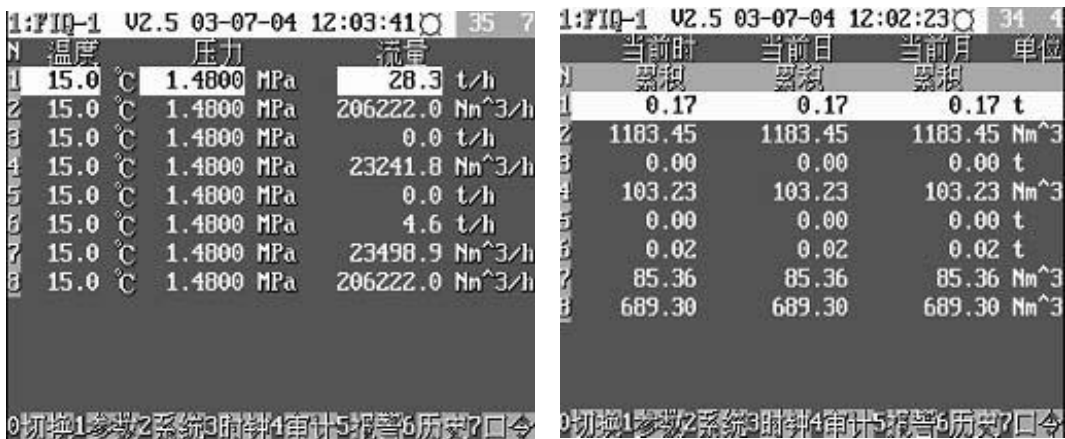 1:FIQ-1 V2.5 03-07-04 12:03:41 35 7
N 温度 压力 流量
1 15.0 ℃ 1.4800 MPa 28.3 t/h
2 15.0 ℃ 1.4800 MPa 206222.0 Nm^3/h
3 15.0 ℃ 1.4800 MPa 0.0 t/h
4 15.0 ℃ 1.4800 MPa 23241.8 Nm^3/h
5 15.0 ℃ 1.4800 MPa 0.0 t/h
6 15.0 ℃ 1.4800 MPa 4.6 t/h
7 15.0 ℃ 1.4800 MPa 23498.9 Nm^3/h
8 15.0 ℃ 1.4800 MPa 206222.0 Nm^3/h
0切换1参数2系统3时钟4审计5报警6历史7口令
1:FIQ-1 V2.5 03-07-04 12:02:23 34 4
当前时 当前日 当前月 单位
N 累积 累积 累积
1 0.17 0.17 0.17 t
2 1183.45 1183.45 1183.45 Nm^3
3 0.00 0.00 0.00 t
4 103.23 103.23 103.23 Nm^3
5 0.00 0.00 0.00 t
6 0.02 0.02 0.02 t
7 85.36 85.36 85.36 Nm^3
8 689.30 689.30 689.30 Nm^3
0切换1参数2系统3时钟4审计5报警6历史7口令